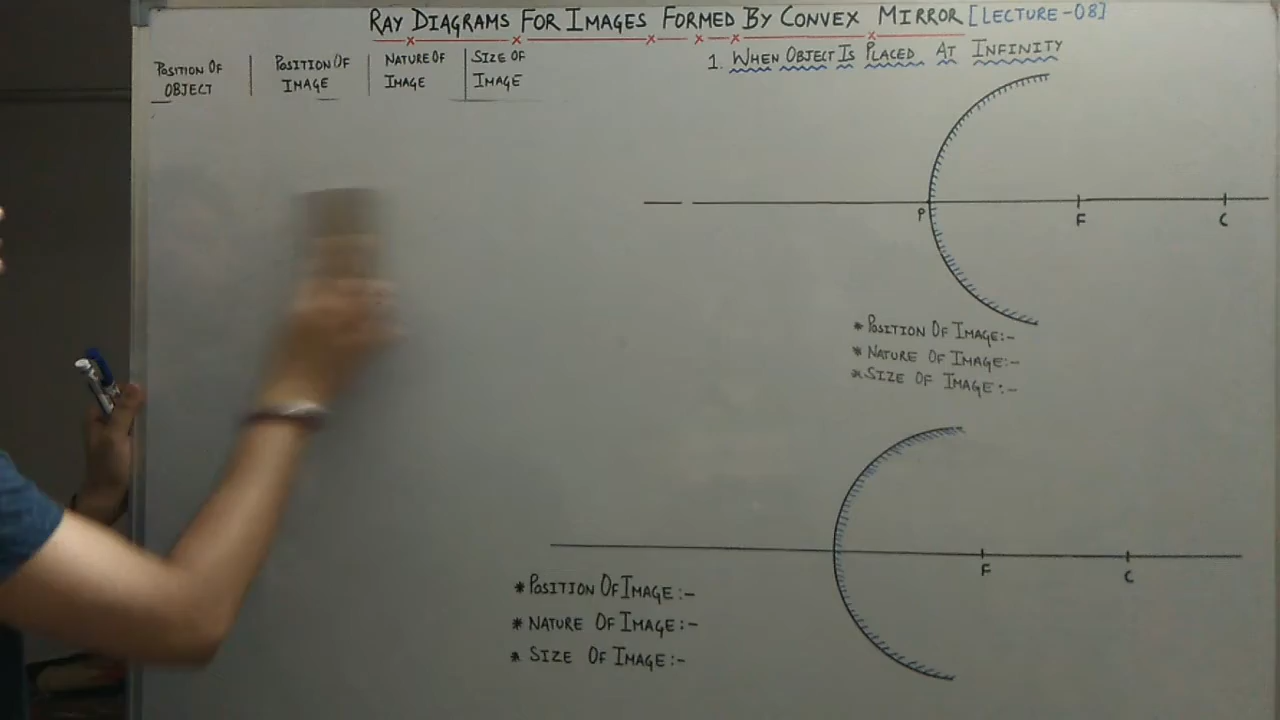 RAY DIAGRAMS FOR IMAGES FORMED BY CONVEX MIRROR [LECTURE-08]
POSITION OF OBJECT
POSITION OF IMAGE
NATURE OF IMAGE
SIZE OF IMAGE
1. WHEN OBJECT IS PLACED AT INFINITY
P
F
C
* POSITION OF IMAGE:-
* NATURE OF IMAGE:-
* SIZE OF IMAGE:-
F
C
* POSITION OF IMAGE:-
* NATURE OF IMAGE:-
* SIZE OF IMAGE:-